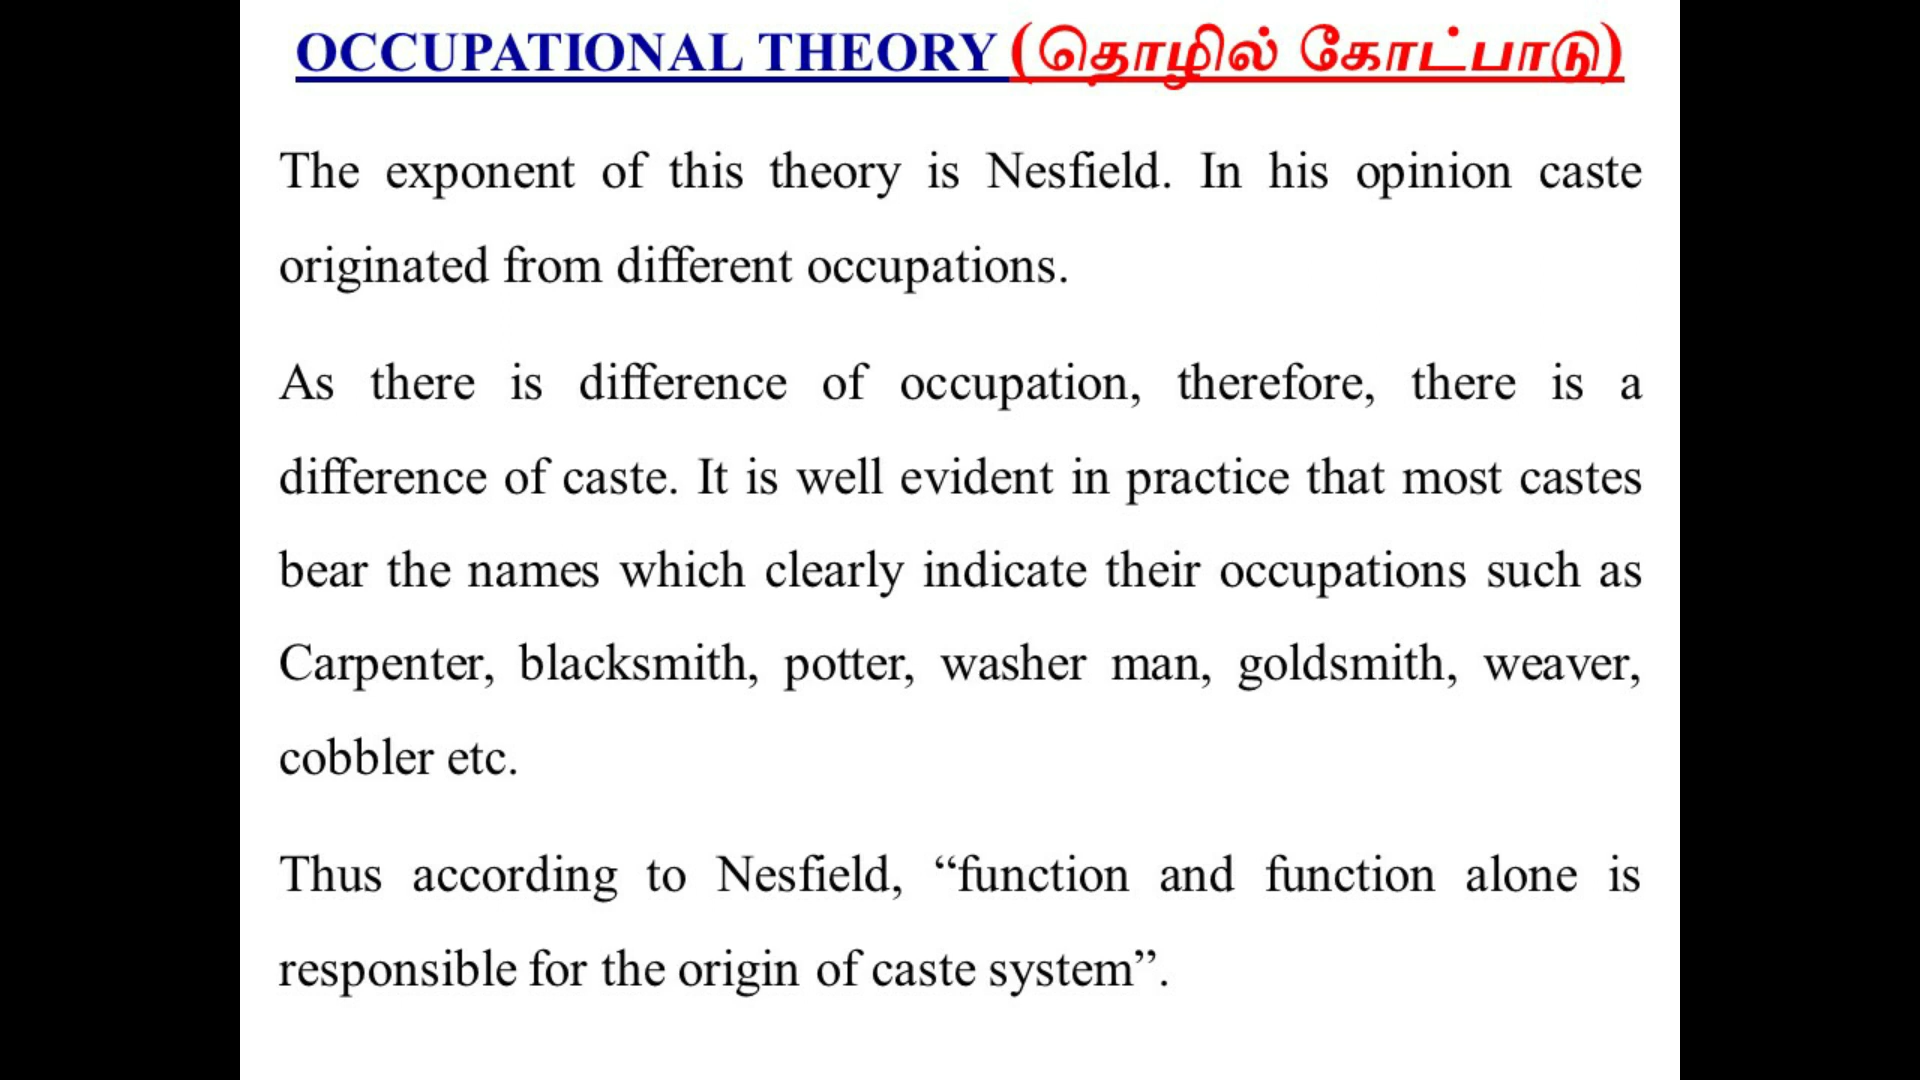 OCCUPATIONAL THEORY (தொழில் கோட்பாடு)
The exponent of this theory is Nesfield. In his opinion caste
originated from different occupations.
As there is difference of occupation, therefore, there is a
difference of caste. It is well evident in practice that most castes
bear the names which clearly indicate their occupations such as
Carpenter, blacksmith, potter, washer man, goldsmith, weaver,
cobbler etc.
Thus according to Nesfield, “function and function alone is
responsible for the origin of caste system”.